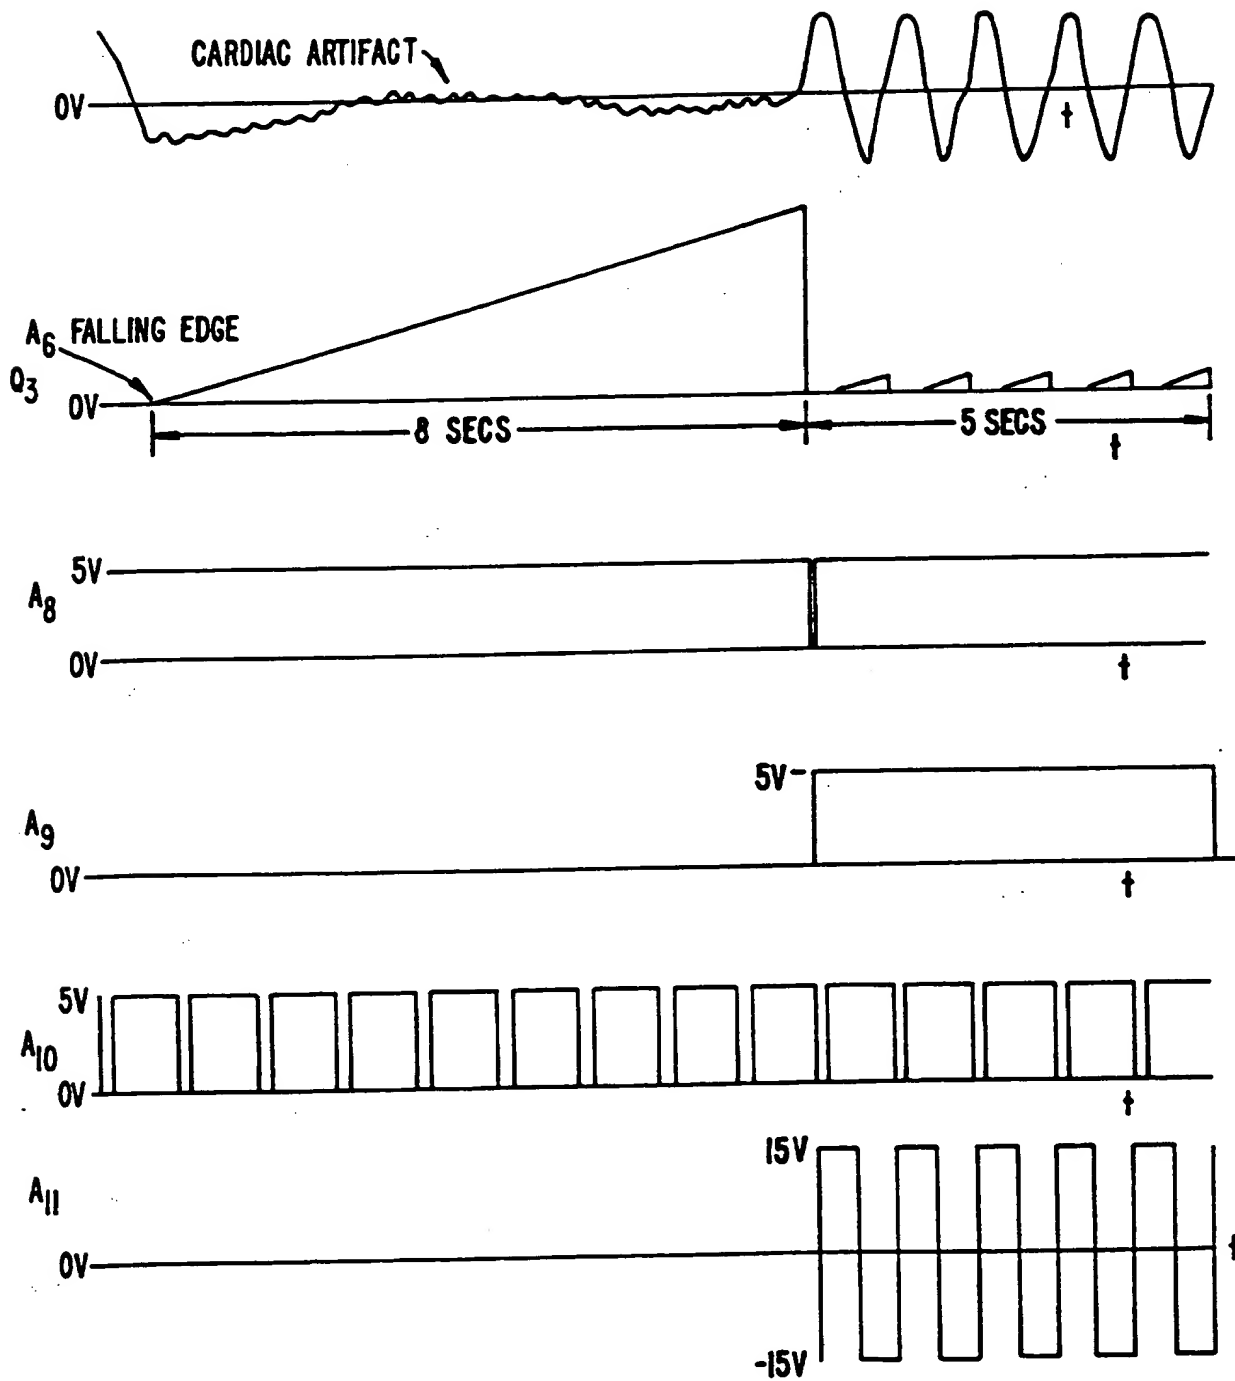 CARDIAC ARTIFACT
0V
t
A6 FALLING EDGE
Q3
0V
8 SECS
5 SECS
t
5V
A8
0V
t
5V
A9
0V
t
5V
A10
0V
t
15V
A11
0V
t
-15V